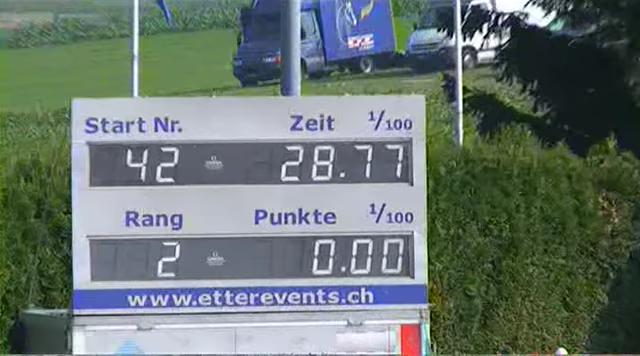 Start Nr. Zeit 1/100
42 28.77
Rang Punkte 1/100
2 0.00
www.etterevents.ch